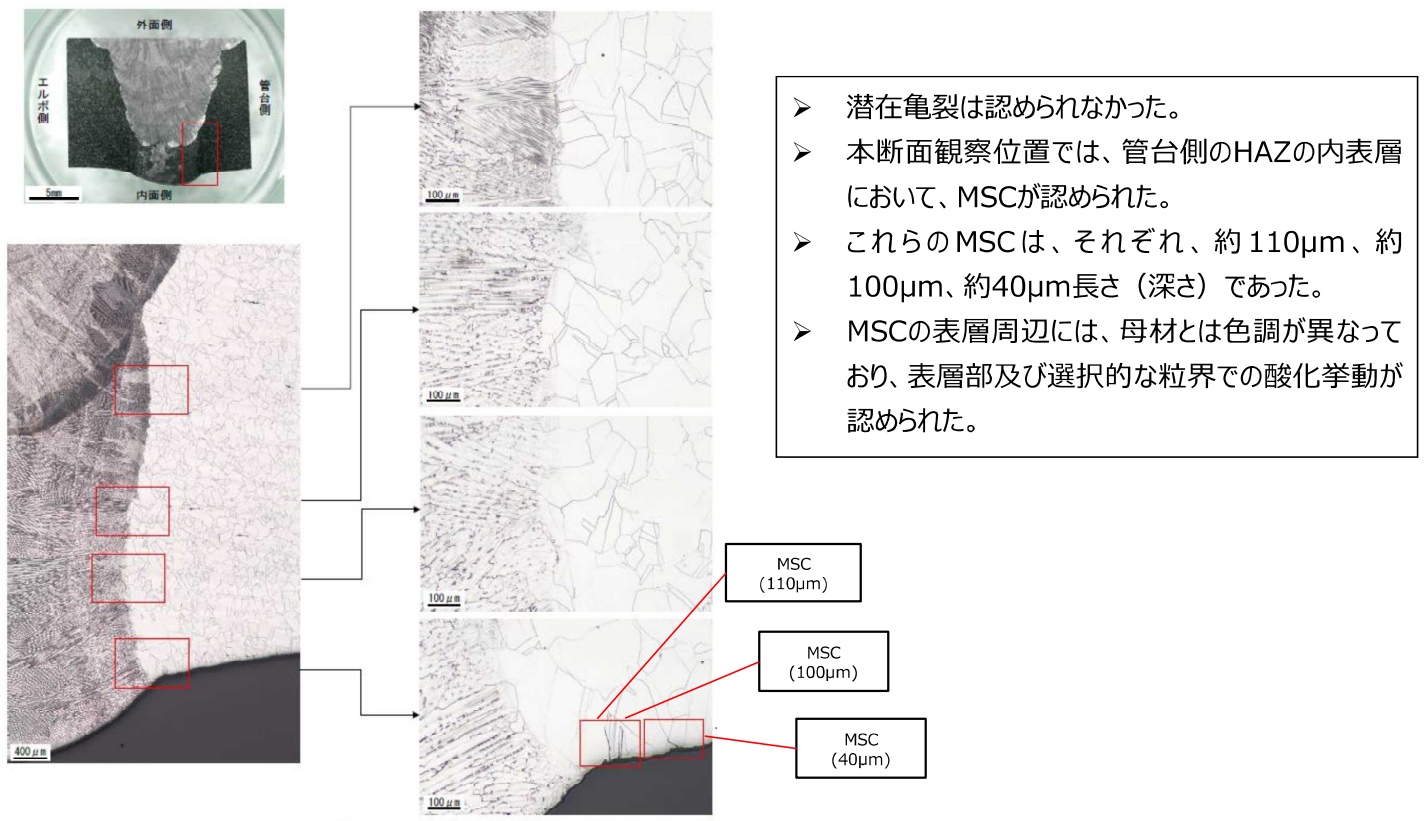 外面側
エルボ側
管台側
5mm
内面側
400μm
100μm
100μm
100μm
100μm
MSC
(110μm)
MSC
(100μm)
MSC
(40μm)
➢ 潜在亀裂は認められなかった。
➢ 本断面観察位置では、管台側のHAZの内表層
において、MSCが認められた。
➢ これらのMSCは、それぞれ、約110μm、約
100μm、約40μm長さ（深さ）であった。
➢ MSCの表層周辺には、母材とは色調が異なって
おり、表層部及び選択的な粒界での酸化挙動が
認められた。